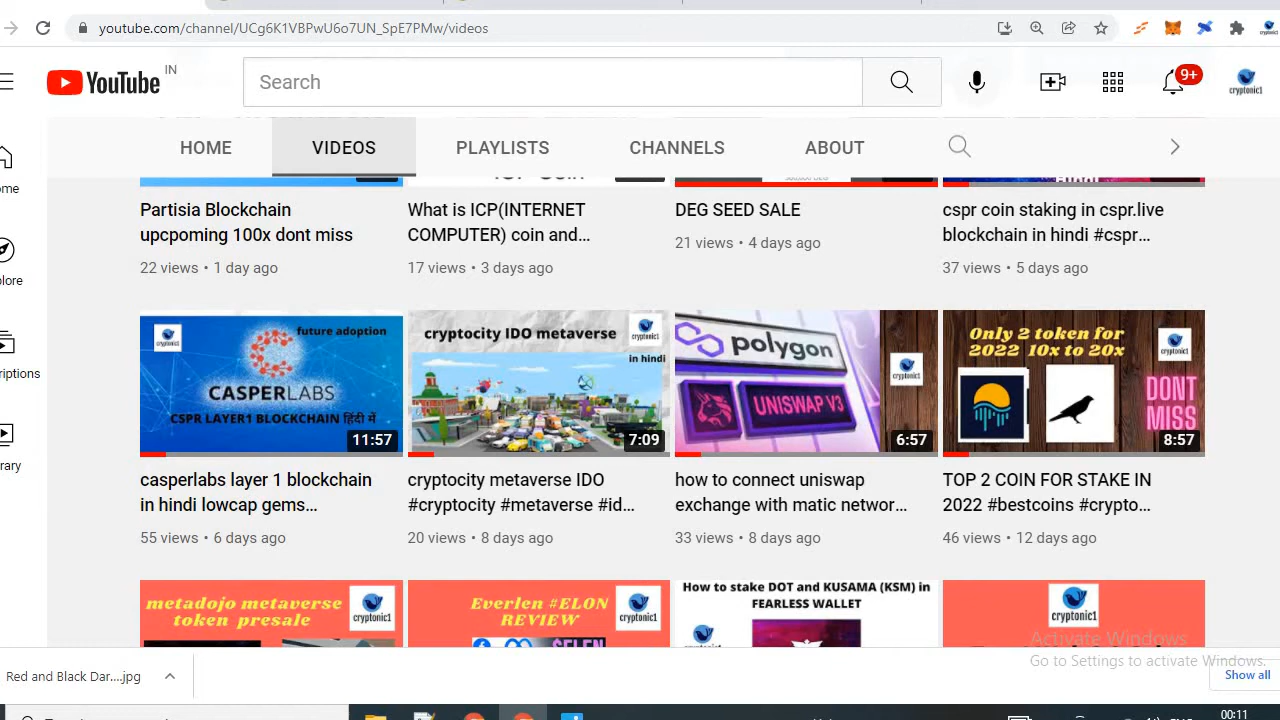 youtube.com/channel/UCg6K1VBPwU6o7UN_SpE7PMw/videos
YouTube IN
Search
9+
cryptonic1
HOME
VIDEOS
PLAYLISTS
CHANNELS
ABOUT
Partisia Blockchain
upcpoming 100x dont miss
22 views • 1 day ago
What is ICP(INTERNET
COMPUTER) coin and...
17 views • 3 days ago
DEG SEED SALE
21 views • 4 days ago
cspr coin staking in cspr.live
blockchain in hindi #cspr...
37 views • 5 days ago
future adoption
CASPERLABS
CSPR LAYER1 BLOCKCHAIN हिंदी में
11:57
cryptocity IDO metaverse
cryptonic1
in hindi
7:09
polygon
UNISWAP V3
cryptonic1
6:57
Only 2 token for
2022 10x to 20x
cryptonic1
DONT
MISS
8:57
casperlabs layer 1 blockchain
in hindi lowcap gems...
55 views • 6 days ago
cryptocity metaverse IDO
#cryptocity #metaverse #id...
20 views • 8 days ago
how to connect uniswap
exchange with matic networ...
33 views • 8 days ago
TOP 2 COIN FOR STAKE IN
2022 #bestcoins #crypto...
46 views • 12 days ago
metadojo metaverse
token presale
cryptonic1
Everlen #ELON
REVIEW
cryptonic1
$ELEN
How to stake DOT and KUSAMA (KSM) in
FEARLESS WALLET
cryptonic1
cryptonic1
Activate Windows
Go to Settings to activate Windows.
Red and Black Dar....jpg
Show all
00:11